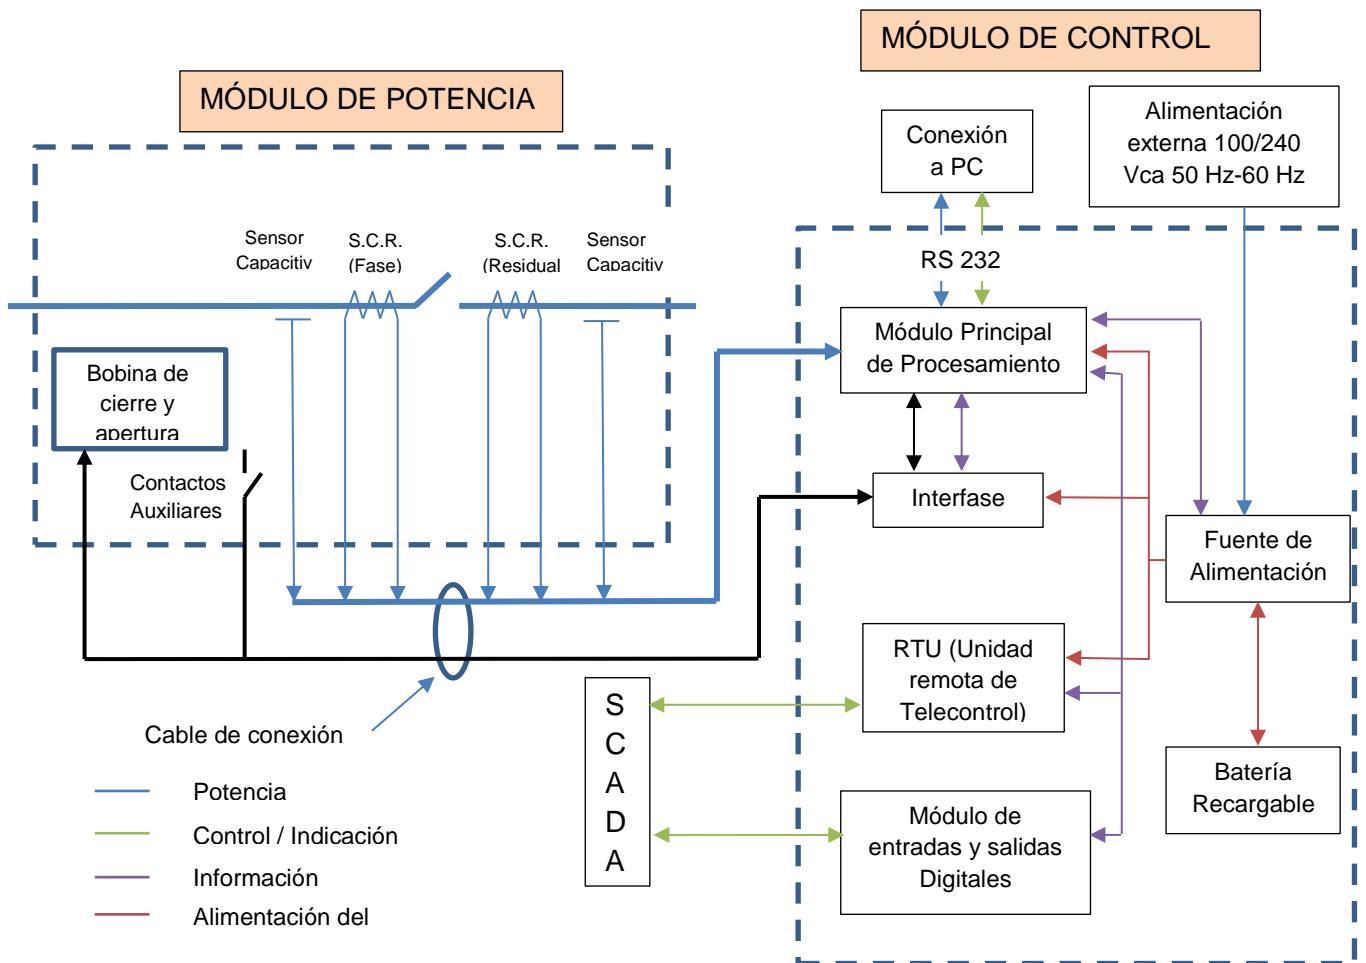 MÓDULO DE CONTROL
MÓDULO DE POTENCIA
Conexión
a PC
Alimentación
externa 100/240
Vca 50 Hz-60 Hz
Sensor
Capacitiv
S.C.R.
(Fase)
S.C.R.
(Residual
Sensor
Capacitiv
RS 232
Módulo Principal
de Procesamiento
Bobina de
cierre y
apertura
Contactos
Auxiliares
Interfase
Fuente de
Alimentación
RTU (Unidad
remota de
Telecontrol)
S
C
A
D
A
Cable de conexión
Batería
Recargable
Módulo de
entradas y salidas
Digitales
Potencia
Control / Indicación
Información
Alimentación del